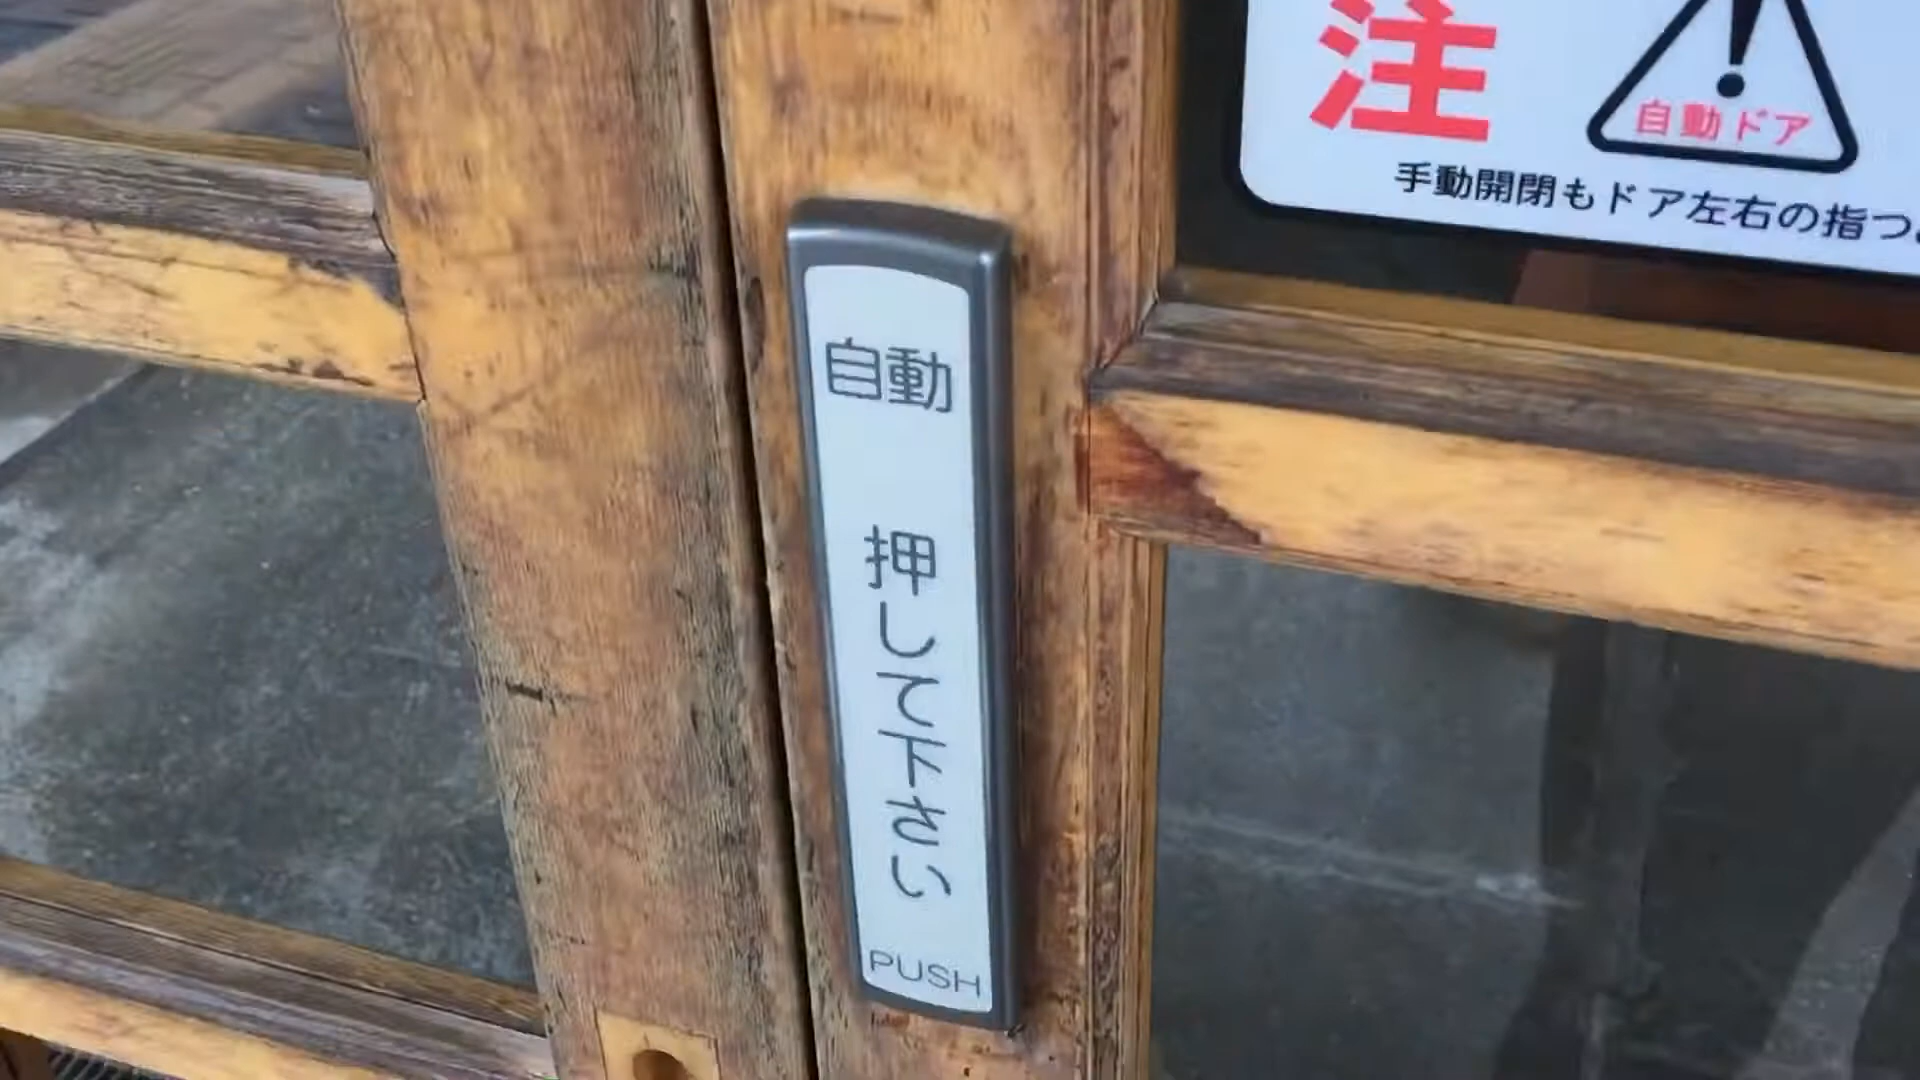 注
自動ドア
手動開閉もドア左右の指つ
自動
押して下さい
PUSH